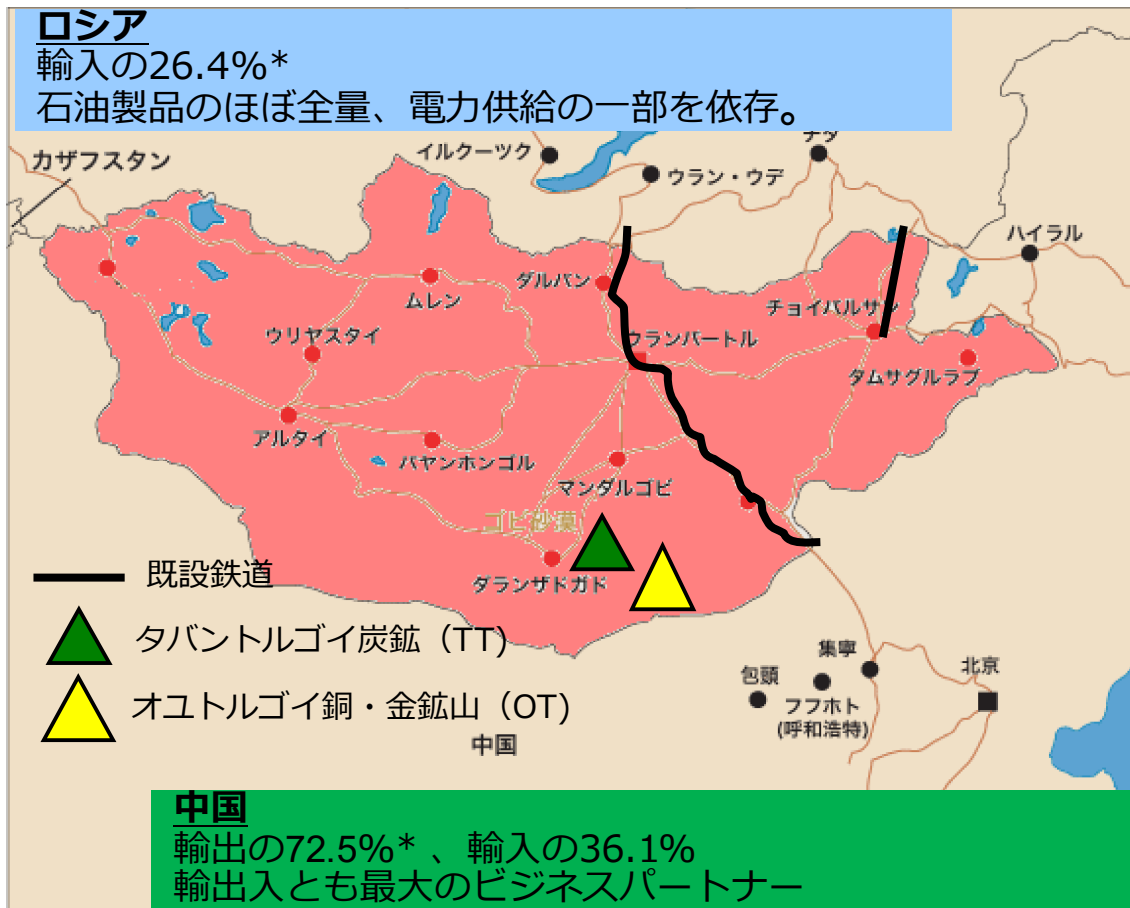 ロシア
輸入の26.4%*
石油製品のほぼ全量、電力供給の一部を依存。
チタ
イルクーツク
カザフスタン
ウラン・ウデ
ハイラル
ダルバン
ムレン
チョイバルサン
ウリヤスタイ
ウランバートル
タムサグルラブ
アルタイ
バヤンホンゴル
マンダルゴビ
ゴビ砂漠
ダランザドガド
既設鉄道
タバントルゴイ炭鉱（TT)
集寧
北京
包頭
オユトルゴイ銅・金鉱山（OT)
フフホト
(呼和浩特)
中国
中国
輸出の72.5%* 、輸入の36.1%
輸出入とも最大のビジネスパートナー